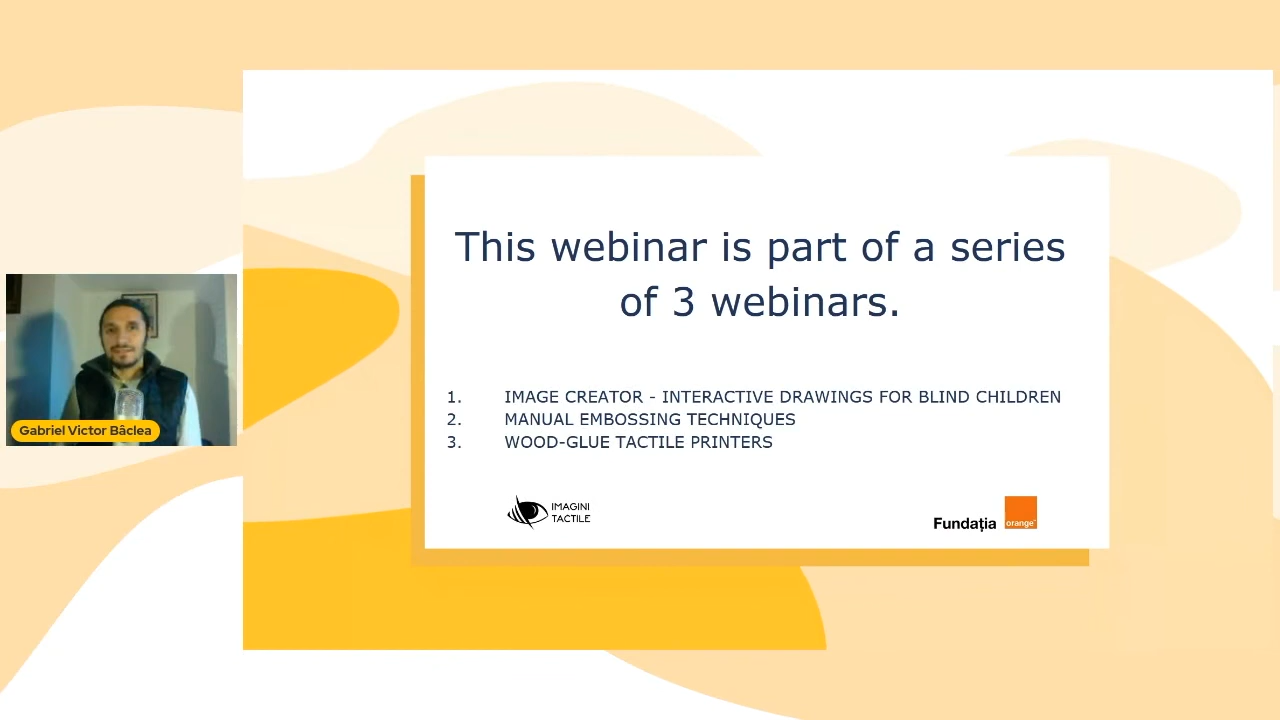 This webinar is part of a series
of 3 webinars.
1. IMAGE CREATOR - INTERACTIVE DRAWINGS FOR BLIND CHILDREN
2. MANUAL EMBOSSING TECHNIQUES
3. WOOD-GLUE TACTILE PRINTERS
IMAGINI
TACTILE
Fundația
orange™
Gabriel Victor Bâclea